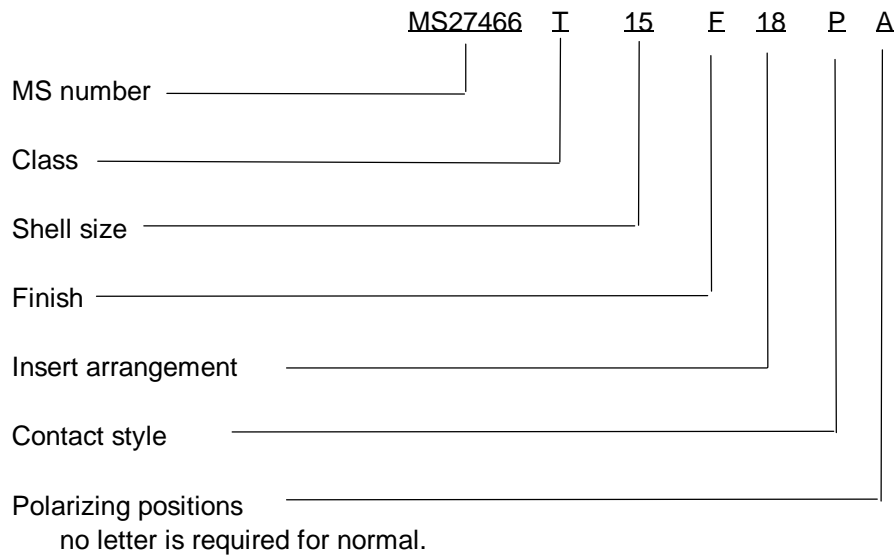 MS27466 T 15 F 18 P A
MS number
Class
Shell size
Finish
Insert arrangement
Contact style
Polarizing positions
no letter is required for normal.